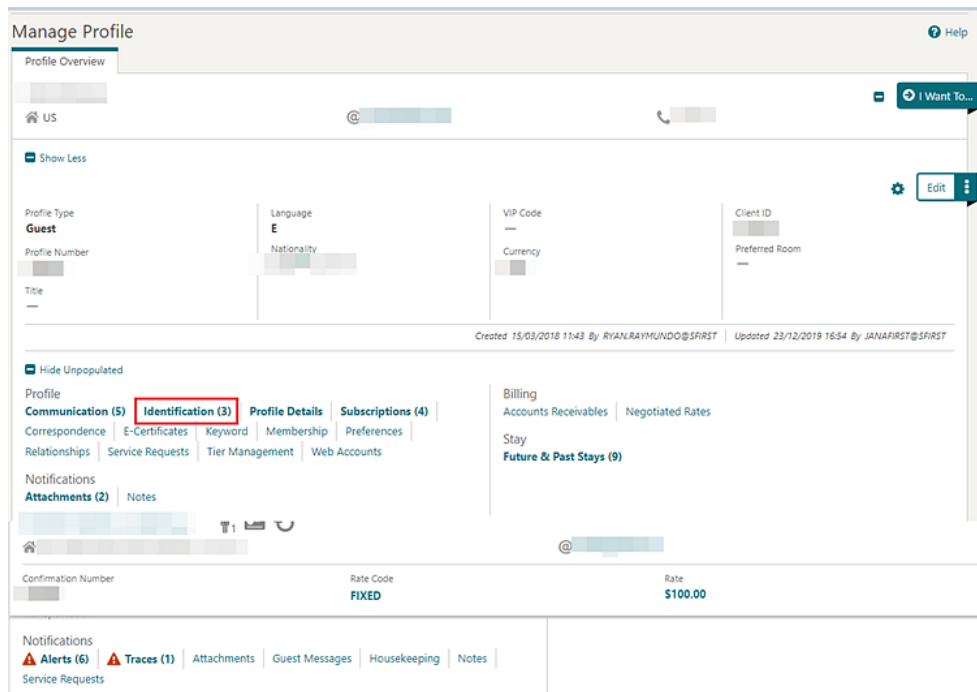 Manage Profile
Help
Profile Overview
I Want To...
US
@
Show Less
Edit
Profile Type
Guest
Language
E
VIP Code
—
Client ID
Profile Number
Nationality
Currency
Preferred Room
—
Title
—
Created 15/03/2018 11:43 By RYAN.RAYMUNDO@SFIRST Updated 23/12/2019 16:54 By JANAFIRST@SFIRST
Hide Unpopulated
Profile
Communication (5) Identification (3) Profile Details Subscriptions (4)
Correspondence E-Certificates Keyword Membership Preferences
Relationships Service Requests Tier Management Web Accounts
Notifications
Attachments (2) Notes
Billing
Accounts Receivables Negotiated Rates
Stay
Future & Past Stays (9)
1
@
Confirmation Number
Rate Code
FIXED
Rate
$100.00
Notifications
Alerts (6) Traces (1) Attachments Guest Messages Housekeeping Notes
Service Requests